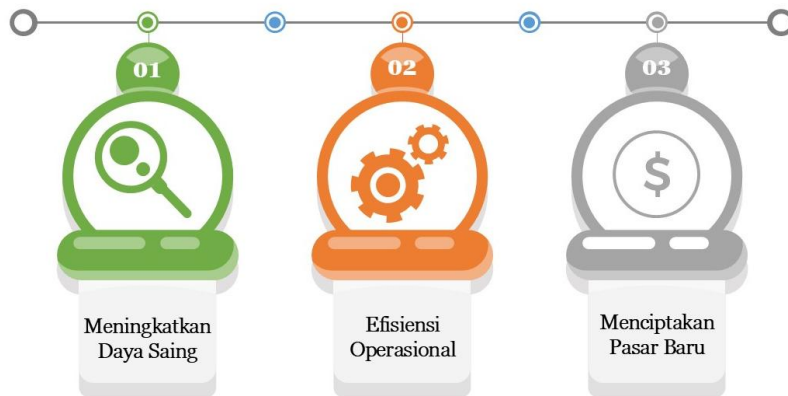 01
02
03
$
Meningkatkan
Daya Saing
Efisiensi
Operasional
Menciptakan
Pasar Baru